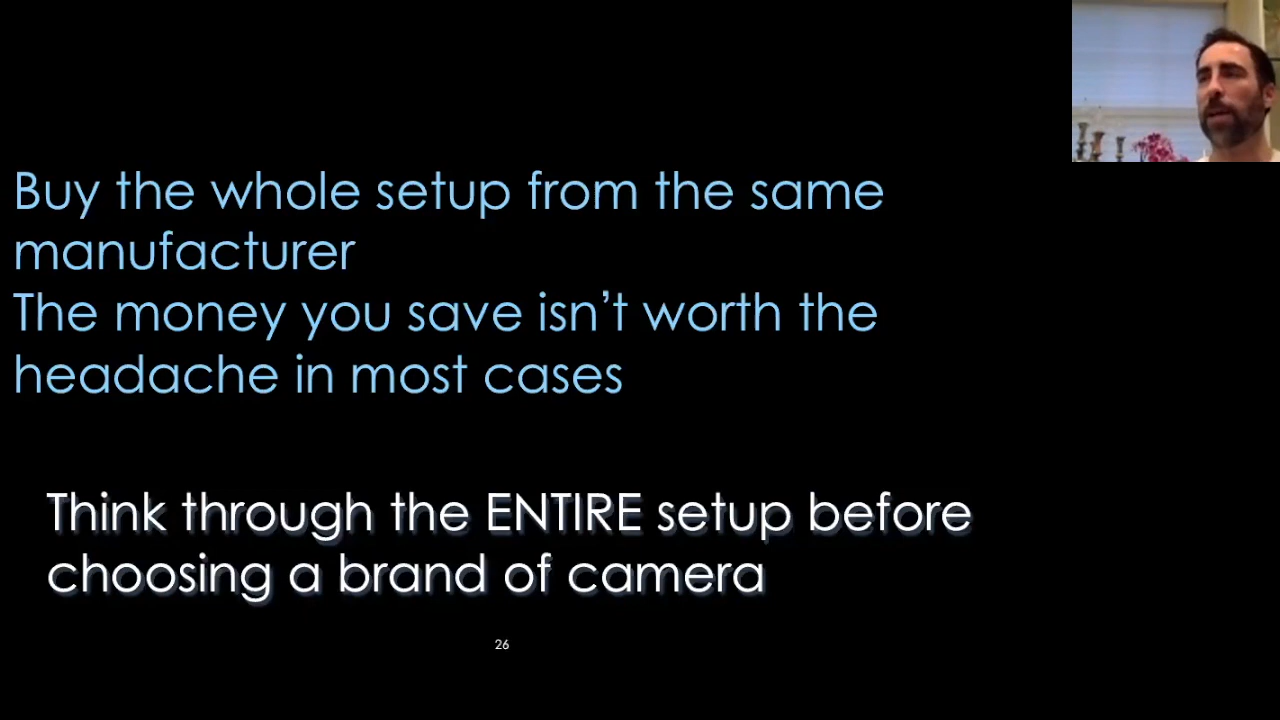 Buy the whole setup from the same
manufacturer
The money you save isn’t worth the
headache in most cases
Think through the ENTIRE setup before
choosing a brand of camera
26